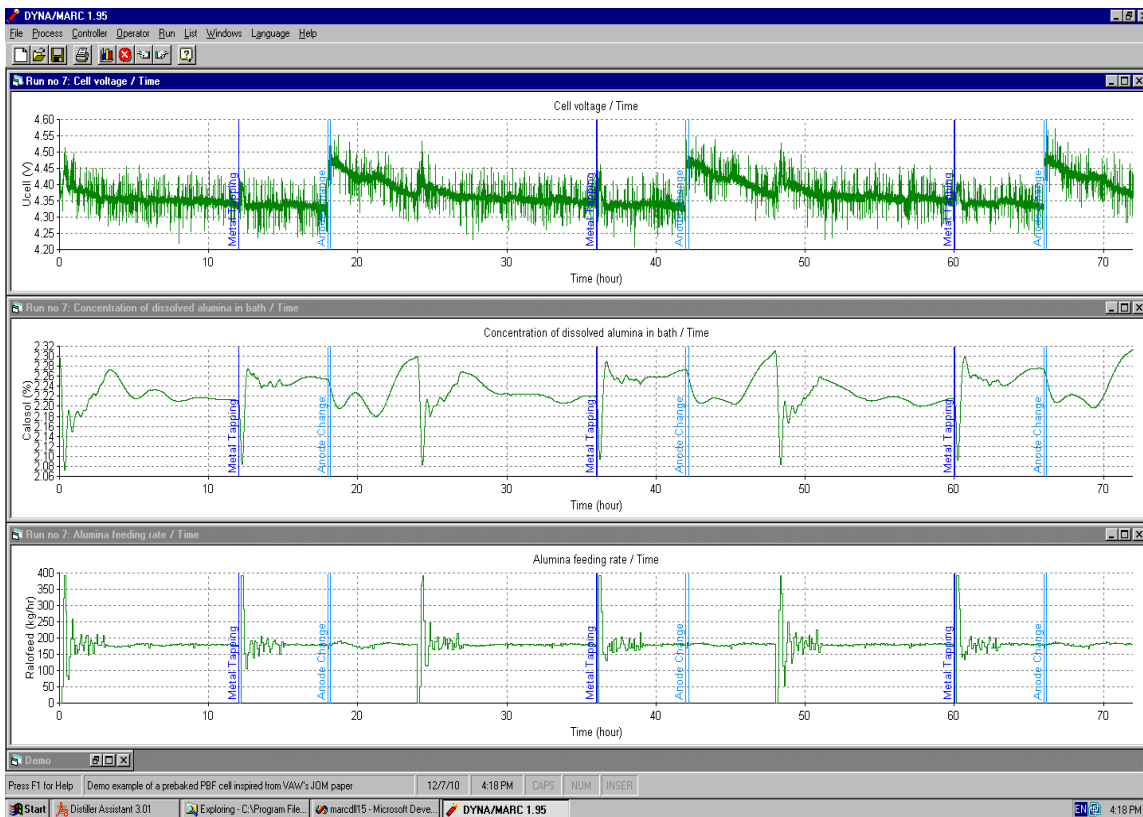 DYNA/MARC 1.95
File Process Controller Operator Run List Windows Language Help
Run no 7: Cell voltage / Time
Cell voltage / Time
Ucell (V)
4.60
4.55
4.50
4.45
4.40
4.35
4.30
4.25
4.20
Metal Tapping
Anode Change
Metal Tapping
Anode Change
Metal Tapping
Anode Change
0 10 20 30 40 50 60 70
Time (hour)
Run no 7: Concentration of dissolved alumina in bath / Time
Concentration of dissolved alumina in bath / Time
Calosol (%)
2.32
2.30
2.28
2.26
2.24
2.22
2.20
2.18
2.16
2.14
2.12
2.10
2.08
2.06
Metal Tapping
Anode Change
Metal Tapping
Anode Change
Metal Tapping
Anode Change
0 10 20 30 40 50 60 70
Time (hour)
Run no 7: Alumina feeding rate / Time
Alumina feeding rate / Time
Ralofeed (kg/hr)
400
350
300
250
200
150
100
50
0
Metal Tapping
Anode Change
Metal Tapping
Anode Change
Metal Tapping
Anode Change
0 10 20 30 40 50 60 70
Time (hour)
Demo
Press F1 for Help Demo example of a prebaked PBF cell inspired from VAW's JOM paper 12/7/10 4:18 PM CAPS NUM INSER
Start Distiller Assistant 3.01 Exploring - C:\Program File... marcdll15 - Microsoft Deve... DYNA/MARC 1.95 EN 4:18 PM